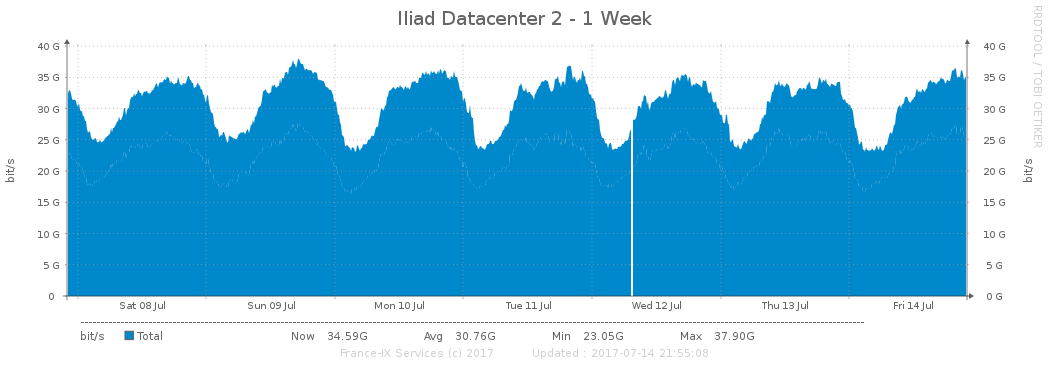 Iliad Datacenter 2 - 1 Week
RRDTOOL / TOBI OETIKER
bit/s
40 G
35 G
30 G
25 G
20 G
15 G
10 G
5 G
0
40 G
35 G
30 G
25 G
20 G
15 G
10 G
5 G
0 G
bit/s
Sat 08 Jul Sun 09 Jul Mon 10 Jul Tue 11 Jul Wed 12 Jul Thu 13 Jul Fri 14 Jul
bit/s Total Now 34.59G Avg 30.76G Min 23.05G Max 37.90G
France-IX Services (c) 2017 Updated : 2017-07-14 21:55:08